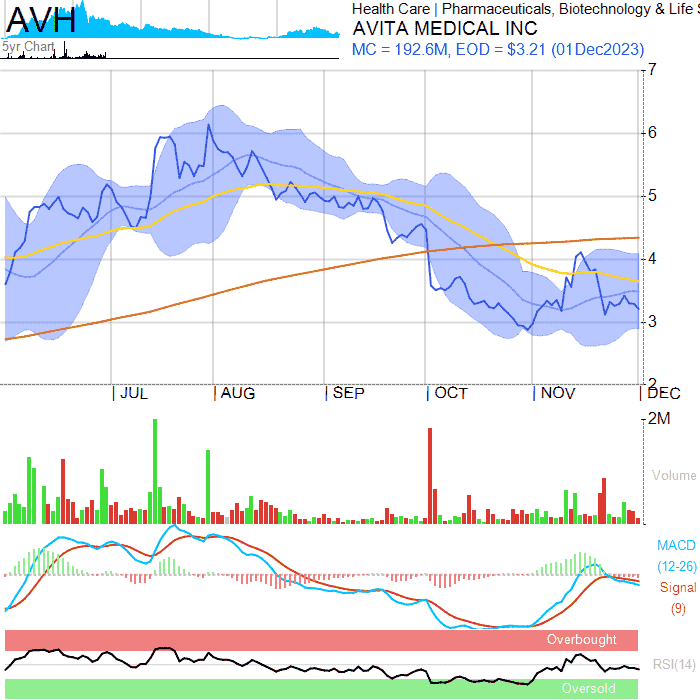 AVH
5yr Chart
Health Care | Pharmaceuticals, Biotechnology & Life S
AVITA MEDICAL INC
MC = 192.6M, EOD = $3.21 (01Dec2023)
7
6
5
4
3
2
JUL
AUG
SEP
OCT
NOV
DEC
2M
Volume
MACD
(12-26)
Signal
(9)
Overbought
RSI(14)
Oversold